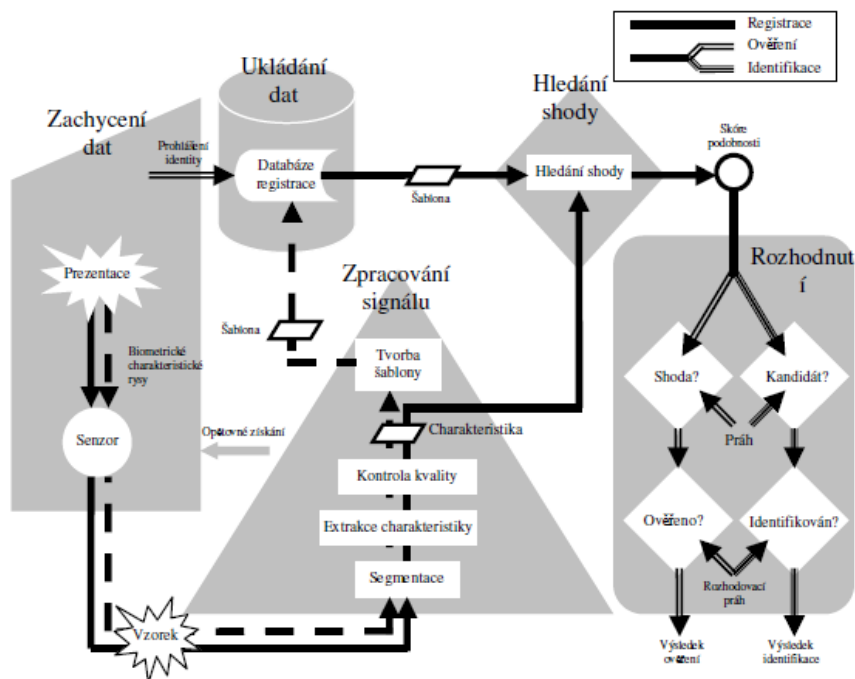 Registrace
Ověření
Identifikace
Ukládání
dat
Hledání
shody
Zachycení
dat
Prohlášení
identity
Databáze
registrace
Šablona
Hledání shody
Skóre
podobnosti
Prezentace
Zpracování
signálu
Rozhodnut
í
Šablona
Tvorba
šablony
Biometrické
charakteristické
rysy
Shoda?
Kandidát?
Senzor
Opětovné získání
Charakteristika
Práh
Kontrola kvality
Extrakce charakteristiky
Ověřeno?
Identifikován?
Segmentace
Rozhodovací
práh
Vzorek
Výsledek
ověření
Výsledek
identifikace